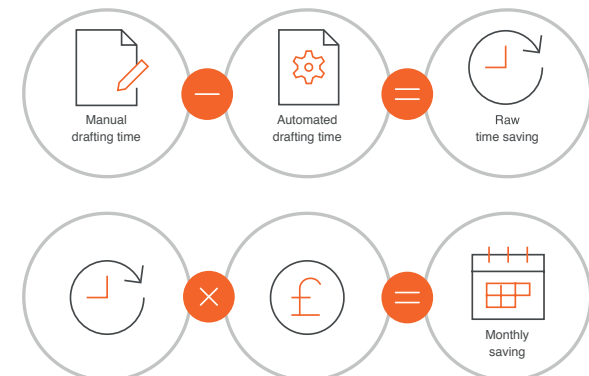 Manual
drafting time
Automated
drafting time
Raw
time saving
£
Monthly
saving